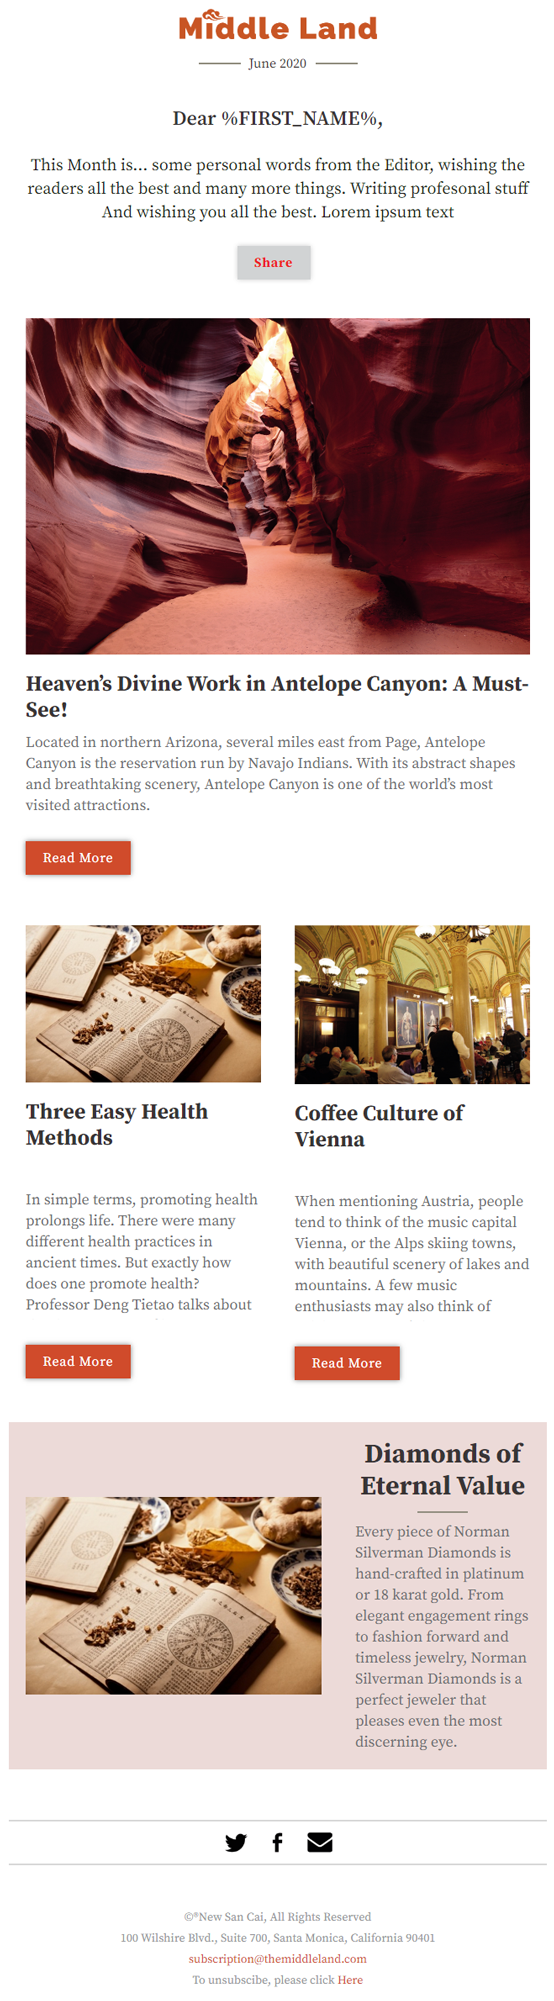 Middle Land
June 2020
Dear %FIRST_NAME%,
This Month is... some personal words from the Editor, wishing the
readers all the best and many more things. Writing profesonal stuff
And wishing you all the best. Lorem ipsum text
Share
Heaven's Divine Work in Antelope Canyon: A Must-
See!
Located in northern Arizona, several miles east from Page, Antelope
Canyon is the reservation run by Navajo Indians. With its abstract shapes
and breathtaking scenery, Antelope Canyon is one of the world's most
visited attractions.
Read More
Three Easy Health
Methods
In simple terms, promoting health
prolongs life. There were many
different health practices in
ancient times. But exactly how
does one promote health?
Professor Deng Tietao talks about
Read More
Coffee Culture of
Vienna
When mentioning Austria, people
tend to think of the music capital
Vienna, or the Alps skiing towns,
with beautiful scenery of lakes and
mountains. A few music
enthusiasts may also think of
Read More
Diamonds of
Eternal Value
Every piece of Norman
Silverman Diamonds is
hand-crafted in platinum
or 18 karat gold. From
elegant engagement rings
to fashion forward and
timeless jewelry, Norman
Silverman Diamonds is a
perfect jeweler that
pleases even the most
discerning eye.
©®New San Cai, All Rights Reserved
100 Wilshire Blvd., Suite 700, Santa Monica, California 90401
subscription@themiddleland.com
To unsubscibe, please click Here